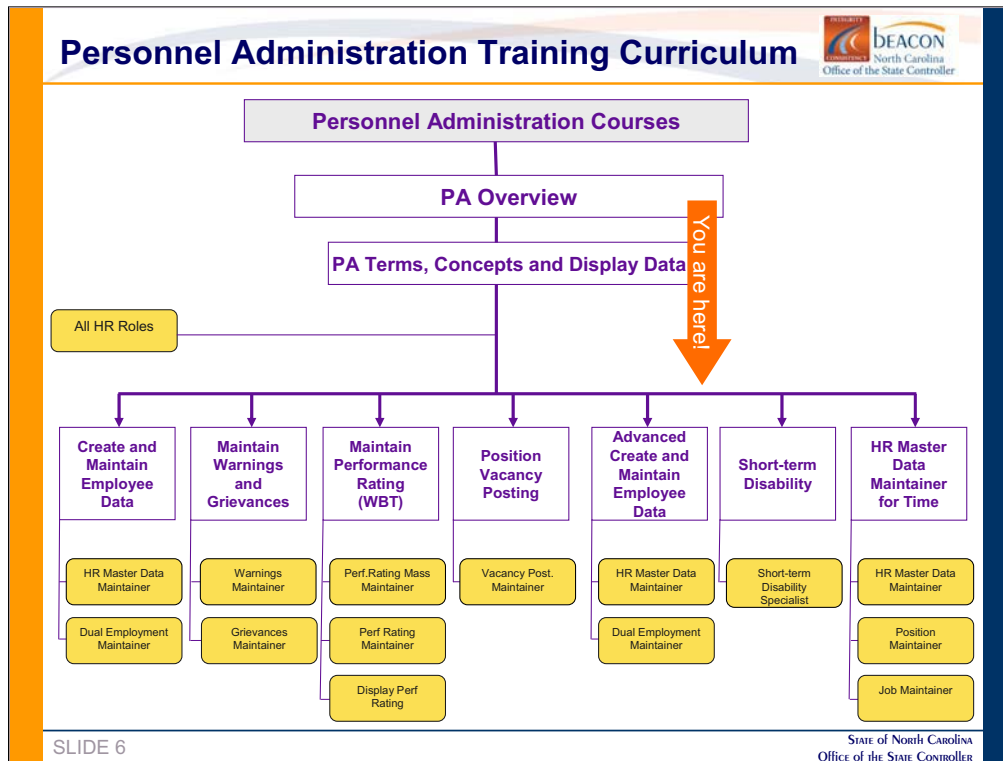 Personnel Administration Training Curriculum
INTEGRITY
CONSISTENCY
BEACON
North Carolina
Office of the State Controller
Personnel Administration Courses
PA Overview
PA Terms, Concepts and Display Data
You are here!
All HR Roles
Create and
Maintain
Employee
Data
HR Master Data
Maintainer
Dual Employment
Maintainer
Maintain
Warnings
and
Grievances
Warnings
Maintainer
Grievances
Maintainer
Maintain
Performance
Rating
(WBT)
Perf.Rating Mass
Maintainer
Perf Rating
Maintainer
Display Perf
Rating
Position
Vacancy
Posting
Vacancy Post.
Maintainer
Advanced
Create and
Maintain
Employee
Data
HR Master Data
Maintainer
Dual Employment
Maintainer
Short-term
Disability
Short-term
Disability
Specialist
HR Master
Data
Maintainer
for Time
HR Master Data
Maintainer
Position
Maintainer
Job Maintainer
SLIDE 6
State of North Carolina
Office of the State Controller